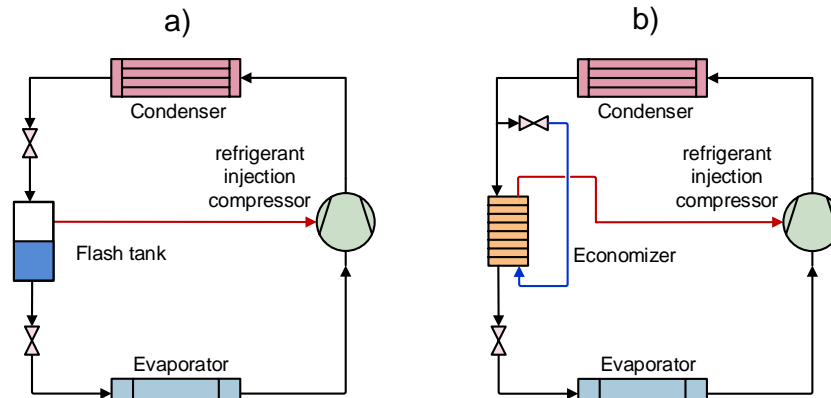 a)
b)
Condenser
Condenser
refrigerant
injection
compressor
refrigerant
injection
compressor
Flash tank
Economizer
Evaporator
Evaporator